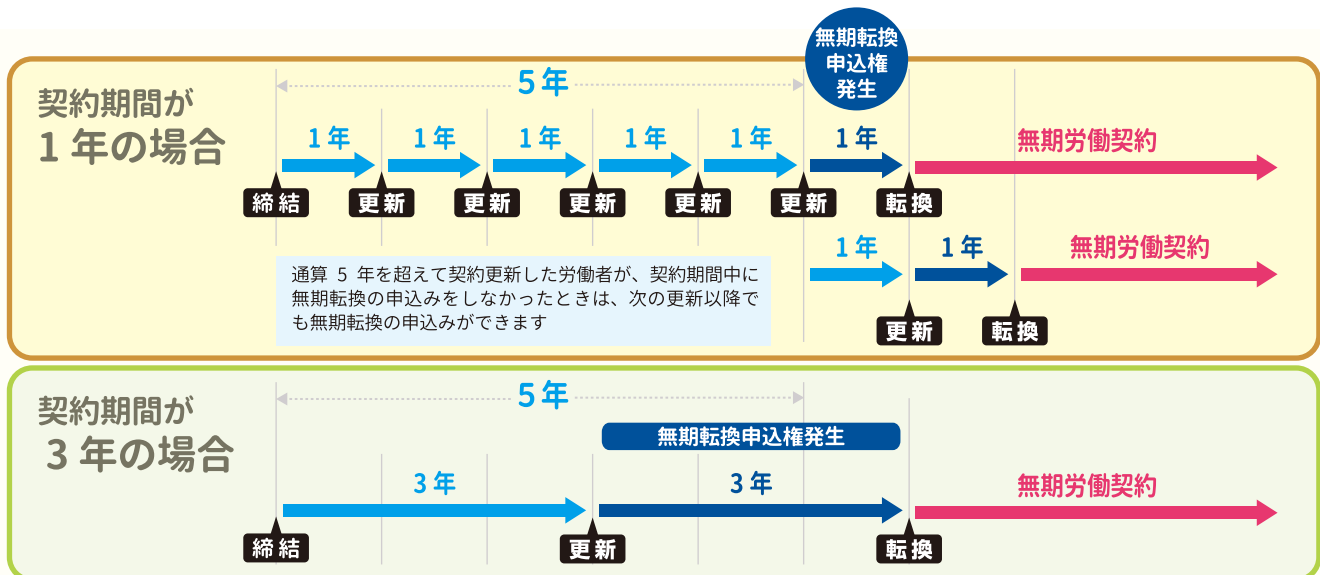 無期転換
申込権
発生
契約期間が
1 年の場合
5 年
1 年 1 年 1 年 1 年 1 年 1 年 無期労働契約
締結 更新 更新 更新 更新 更新 転換
1 年 1 年 無期労働契約
通算 5 年を超えて契約更新した労働者が、契約期間中に
無期転換の申込みをしなかったときは、次の更新以降で
も無期転換の申込みができます
更新 転換
契約期間が
3 年の場合
5 年
無期転換申込権発生
3 年 3 年 無期労働契約
締結 更新 転換